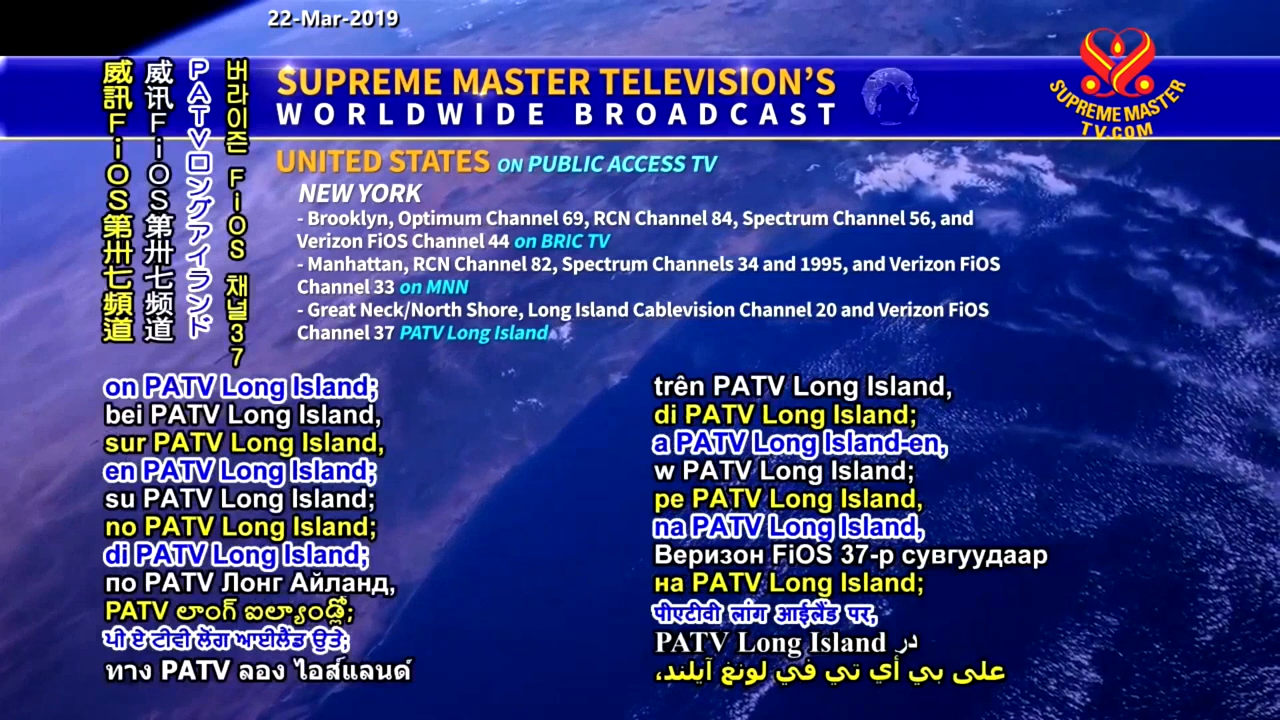 22-Mar-2019
SUPREME MASTER TELEVISION'S
WORLDWIDE BROADCAST
SUPREME MASTER
TV.COM
UNITED STATES ON PUBLIC ACCESS TV
NEW YORK
- Brooklyn, Optimum Channel 69, RCN Channel 84, Spectrum Channel 56, and
Verizon FiOS Channel 44 on BRIC TV
- Manhattan, RCN Channel 82, Spectrum Channels 34 and 1995, and Verizon FiOS
Channel 33 on MNN
- Great Neck/North Shore, Long Island Cablevision Channel 20 and Verizon FiOS
Channel 37 PATV Long Island
威訊FiOS第卅七頻道
威讯FiOS第卅七频道
PATVロングアイランド
버라이즌 FiOS 채널37
on PATV Long Island;
bei PATV Long Island,
sur PATV Long Island,
en PATV Long Island;
su PATV Long Island;
no PATV Long Island;
di PATV Long Island;
по PATV Лонг Айланд,
PATV లాంగ్ ఐల్యాండ్లో;
ਪੀ ਏ ਟੀਵੀ ਲੋਂਗ ਆਈਲੈਂਡ ਉਤੇ;
ทาง PATV ลอง ไอส์แลนด์
trên PATV Long Island,
di PATV Long Island;
a PATV Long Island-en,
w PATV Long Island;
pe PATV Long Island,
na PATV Long Island,
Веризон FiOS 37-р сувгуудаар
на PATV Long Island;
पीएटीवी लांग आईलैंड पर,
در PATV Long Island
على بي أي تي في لونغ آيلند،